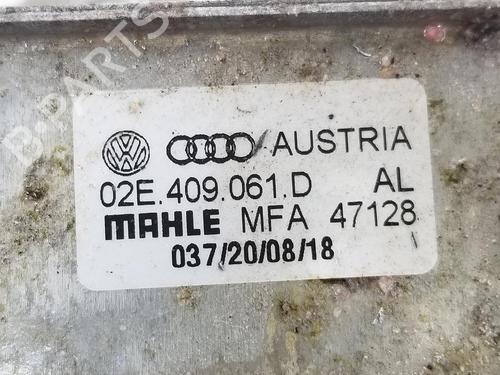 B-PARTS
AUSTRIA
02E.409.061.D AL
MAHLE MFA 47128
037/20/08/18